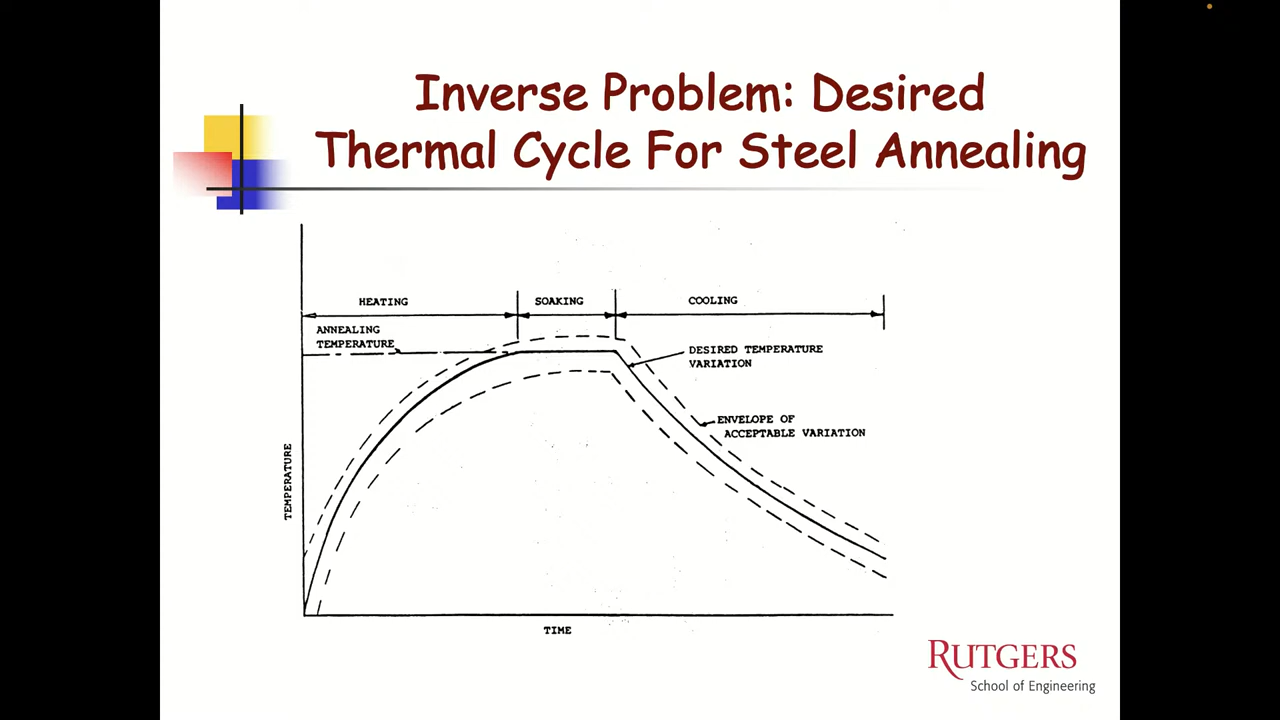 Inverse Problem: Desired
Thermal Cycle For Steel Annealing
HEATING
SOAKING
COOLING
ANNEALING
TEMPERATURE
DESIRED TEMPERATURE
VARIATION
ENVELOPE OF
ACCEPTABLE VARIATION
TEMPERATURE
TIME
RUTGERS
School of Engineering